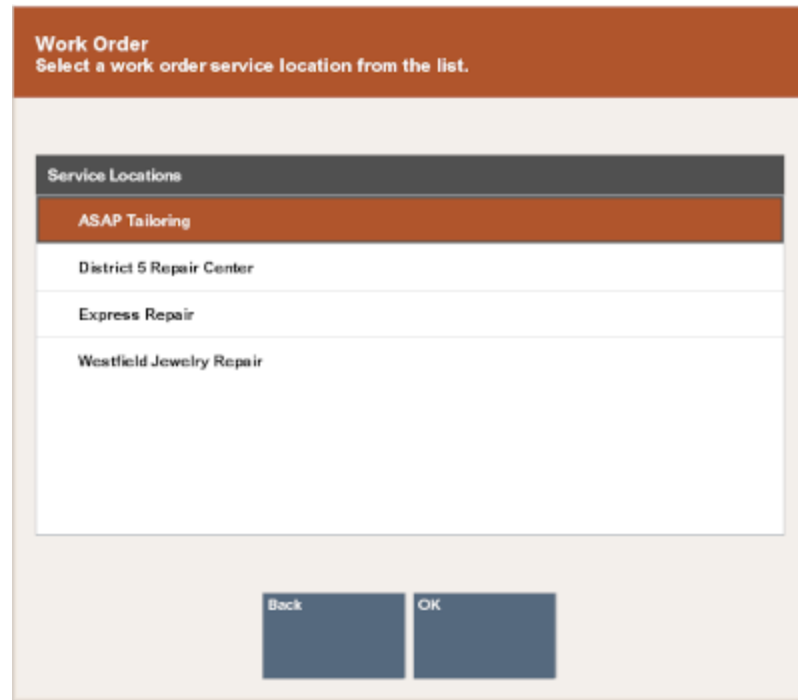 Work Order
Select a work order service location from the list.
Service Locations
ASAP Tailoring
District 5 Repair Center
Express Repair
Westfield Jewelry Repair
Back
OK